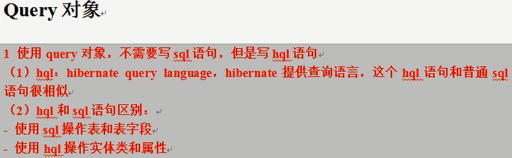 Query 对象
1 使用 query 对象，不需要写 sql 语句，但是写 hql 语句
（1）hql：hibernate query language，hibernate 提供查询语言，这个 hql 语句和普通 sql
语句很相似
（2）hql 和 sql 语句区别：
- 使用 sql 操作表和表字段
- 使用 hql 操作实体类和属性